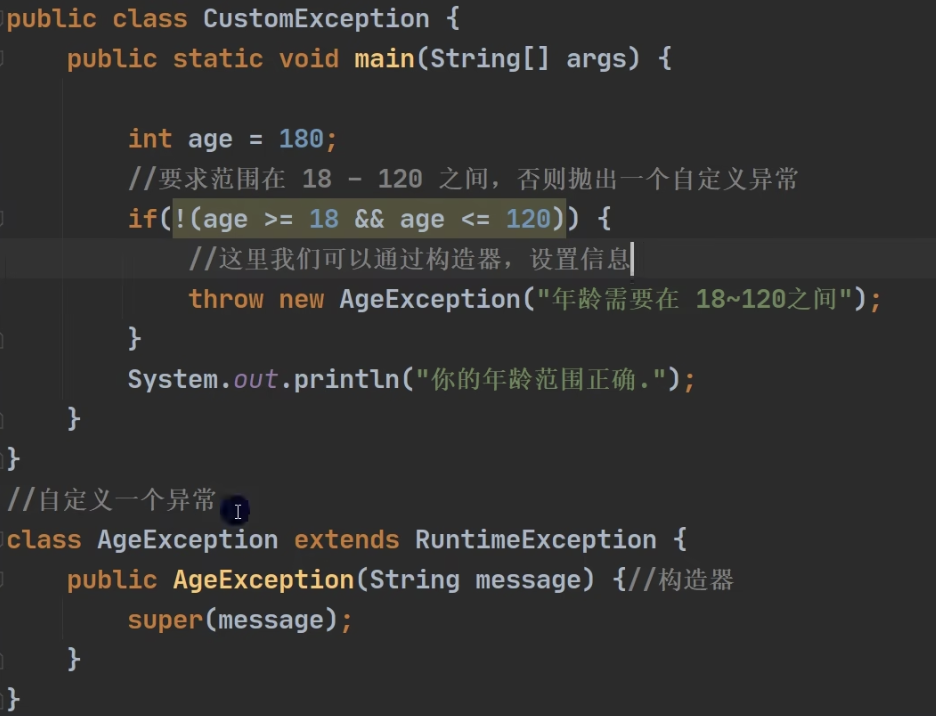 public class CustomException {
public static void main(String[] args) {
int age = 180;
//要求范围在 18 – 120 之间，否则抛出一个自定义异常
if(!(age >= 18 && age <= 120)) {
//这里我们可以通过构造器，设置信息
throw new AgeException("年龄需要在 18~120之间");
}
System.out.println("你的年龄范围正确.");
}
}
//自定义一个异常
class AgeException extends RuntimeException {
public AgeException(String message) {//构造器
super(message);
}
}